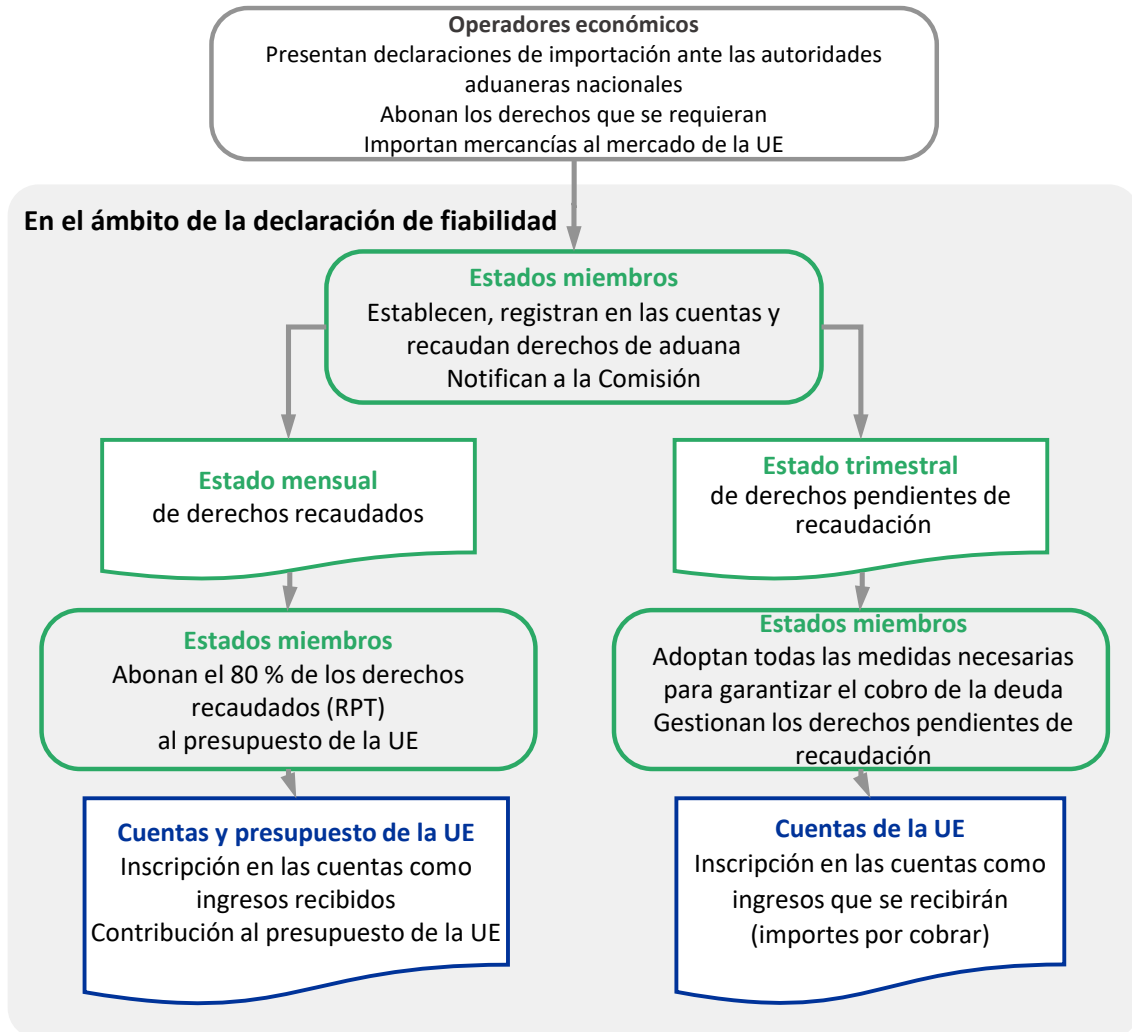 Operadores económicos
Presentan declaraciones de importación ante las autoridades
aduaneras nacionales
Abonan los derechos que se requieran
Importan mercancías al mercado de la UE
En el ámbito de la declaración de fiabilidad
Estados miembros
Establecen, registran en las cuentas y
recaudan derechos de aduana
Notifican a la Comisión
Estado mensual
de derechos recaudados
Estado trimestral
de derechos pendientes de
recaudación
Estados miembros
Abonan el 80 % de los derechos
recaudados (RPT)
al presupuesto de la UE
Estados miembros
Adoptan todas las medidas necesarias
para garantizar el cobro de la deuda
Gestionan los derechos pendientes de
recaudación
Cuentas y presupuesto de la UE
Inscripción en las cuentas como
ingresos recibidos
Contribución al presupuesto de la UE
Cuentas de la UE
Inscripción en las cuentas como
ingresos que se recibirán
(importes por cobrar)